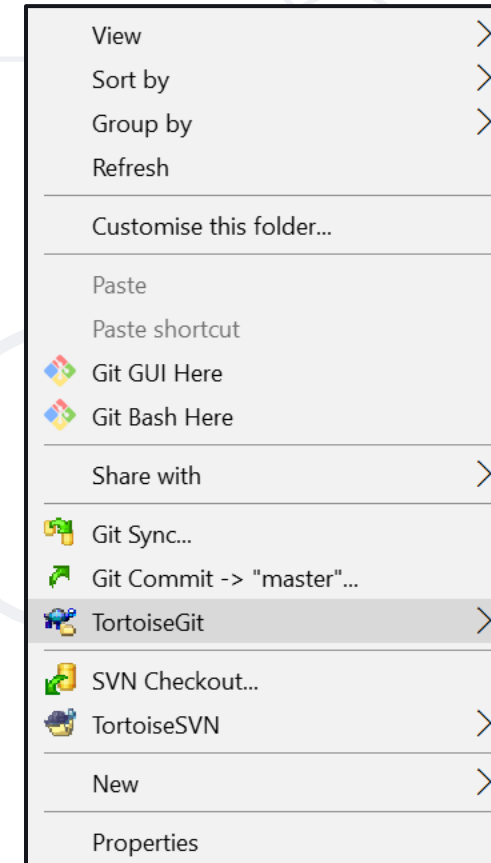 View
Sort by
Group by
Refresh
Customise this folder...
Paste
Paste shortcut
Git GUI Here
Git Bash Here
Share with
Git Sync...
Git Commit -> "master"...
TortoiseGit
SVN Checkout...
TortoiseSVN
New
Properties